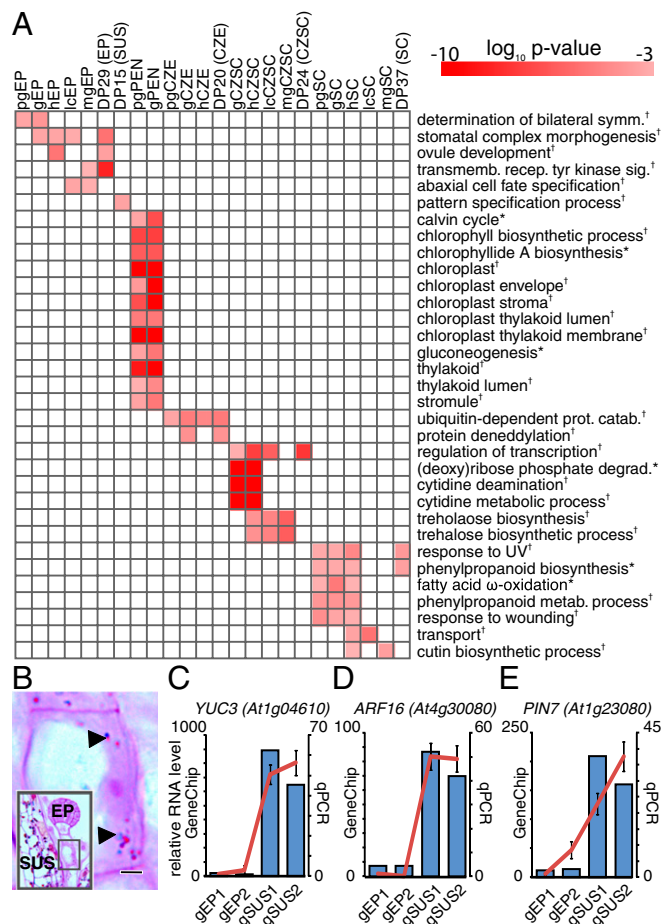 A
log₁₀ p-value
-10
-3
pgEP
gEP
hEP
lcEP
mgEP
DP29 (EP)
DP15 (SUS)
pgPEN
gPEN
pgCZE
gCZE
hCZE
DP20 (CZE)
gCZSC
hCZSC
lcCZSC
mgCZSC
DP24 (CZSC)
pgSC
gSC
hSC
lcSC
mgSC
DP37 (SC)
determination of bilateral symm.†
stomatal complex morphogenesis†
ovule development†
transmemb. recep. tyr kinase sig.†
abaxial cell fate specification†
pattern specification process†
calvin cycle*
chlorophyll biosynthetic process†
chlorophyllide A biosynthesis*
chloroplast†
chloroplast envelope†
chloroplast stroma†
chloroplast thylakoid lumen†
chloroplast thylakoid membrane†
gluconeogenesis*
thylakoid†
thylakoid lumen†
stromule†
ubiquitin-dependent prot. catab.†
protein deneddylation†
regulation of transcription†
(deoxy)ribose phosphate degrad.*
cytidine deamination†
cytidine metabolic process†
treholaose biosynthesis†
trehalose biosynthetic process†
response to UV†
phenylpropanoid biosynthesis*
fatty acid ω-oxidation*
phenylpropanoid metab. process†
response to wounding†
transport†
cutin biosynthetic process†
B
EP
SUS
C
YUC3 (At1g04610)
1000
70
relative RNA level
GeneChip
qPCR
0
0
gEP1
gEP2
gSUS1
gSUS2
D
ARF16 (At4g30080)
100
60
GeneChip
qPCR
0
0
gEP1
gEP2
gSUS1
gSUS2
E
PIN7 (At1g23080)
250
45
GeneChip
qPCR
0
0
gEP1
gEP2
gSUS1
gSUS2